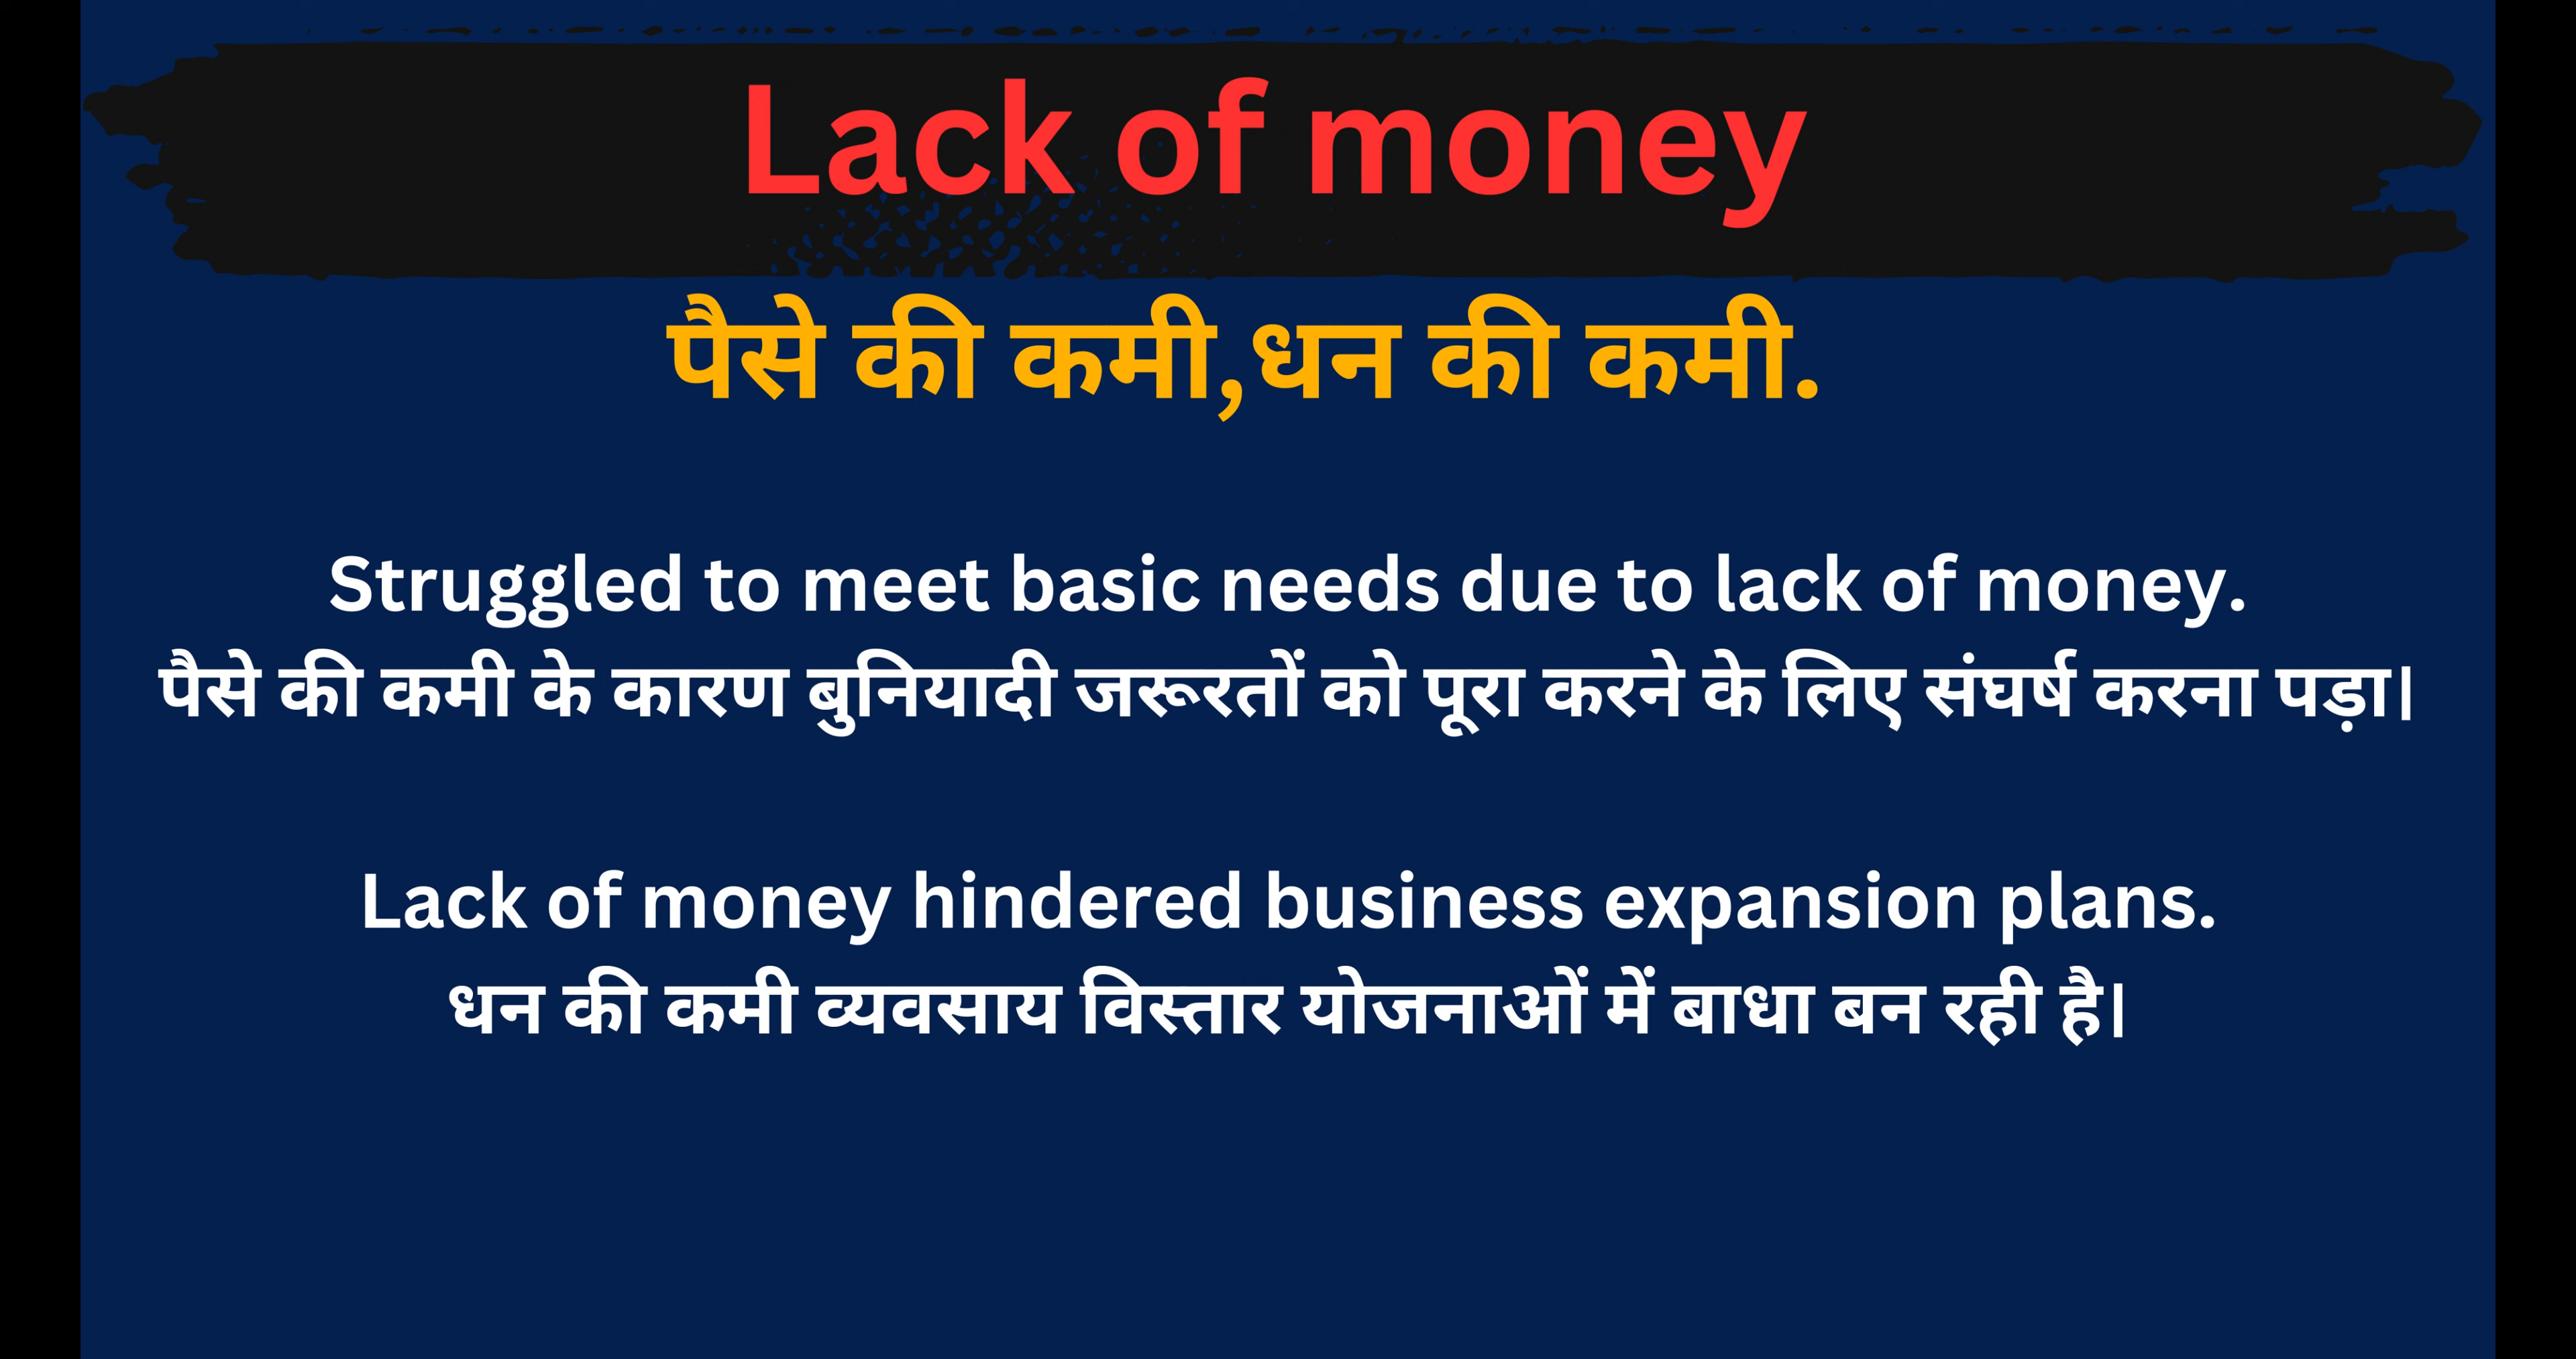 Lack of money
पैसे की कमी,धन की कमी.
Struggled to meet basic needs due to lack of money.
पैसे की कमी के कारण बुनियादी जरूरतों को पूरा करने के लिए संघर्ष करना पड़ा|
Lack of money hindered business expansion plans.
धन की कमी व्यवसाय विस्तार योजनाओं में बाधा बन रही है|